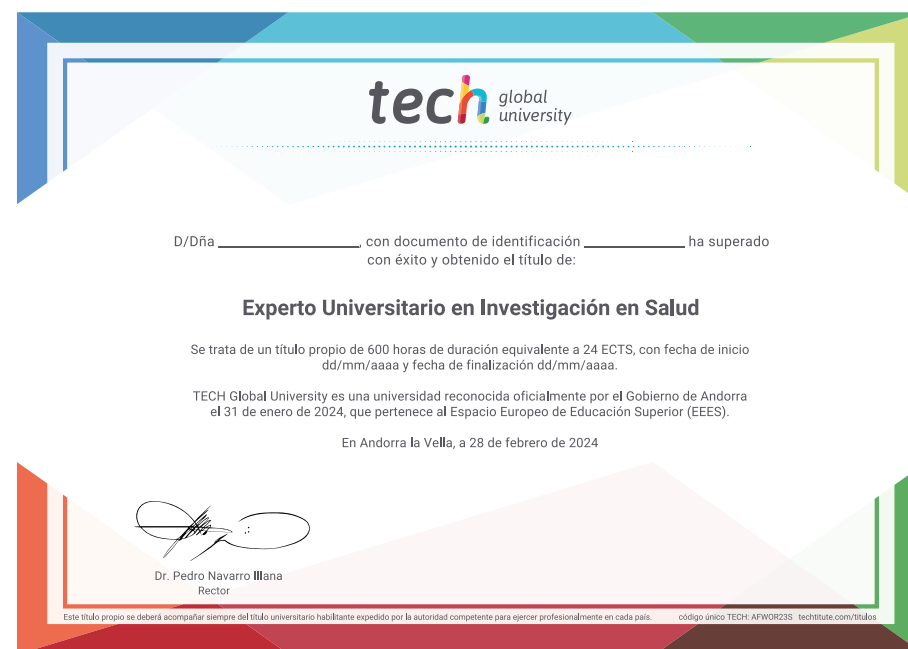 tech global
university
D/Dña ______________, con documento de identificación __________ ha superado
con éxito y obtenido el título de:
Experto Universitario en Investigación en Salud
Se trata de un título propio de 600 horas de duración equivalente a 24 ECTS, con fecha de inicio
dd/mm/aaaa y fecha de finalización dd/mm/aaaa.
TECH Global University es una universidad reconocida oficialmente por el Gobierno de Andorra
el 31 de enero de 2024, que pertenece al Espacio Europeo de Educación Superior (EEES).
En Andorra la Vella, a 28 de febrero de 2024
Dr. Pedro Navarro Illana
Rector
Este título propio se deberá acompañar siempre del título universitario habilitante expedido por la autoridad competente para ejercer profesionalmente en cada país. código único TECH: AFWOR23S techtitute.com/titulos